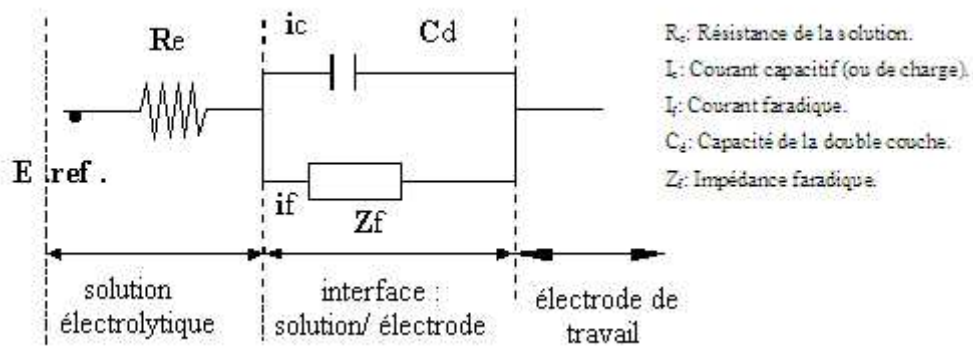 ic
Cd
Re
E .ref .
if
Zf
solution
électrolytique
interface :
solution/ électrode
électrode de
travail
Re: Résistance de la solution.
Ic: Courant capacitif (ou de charge).
If: Courant faradique.
Cd: Capacité de la double couche.
Zf: Impédance faradique.